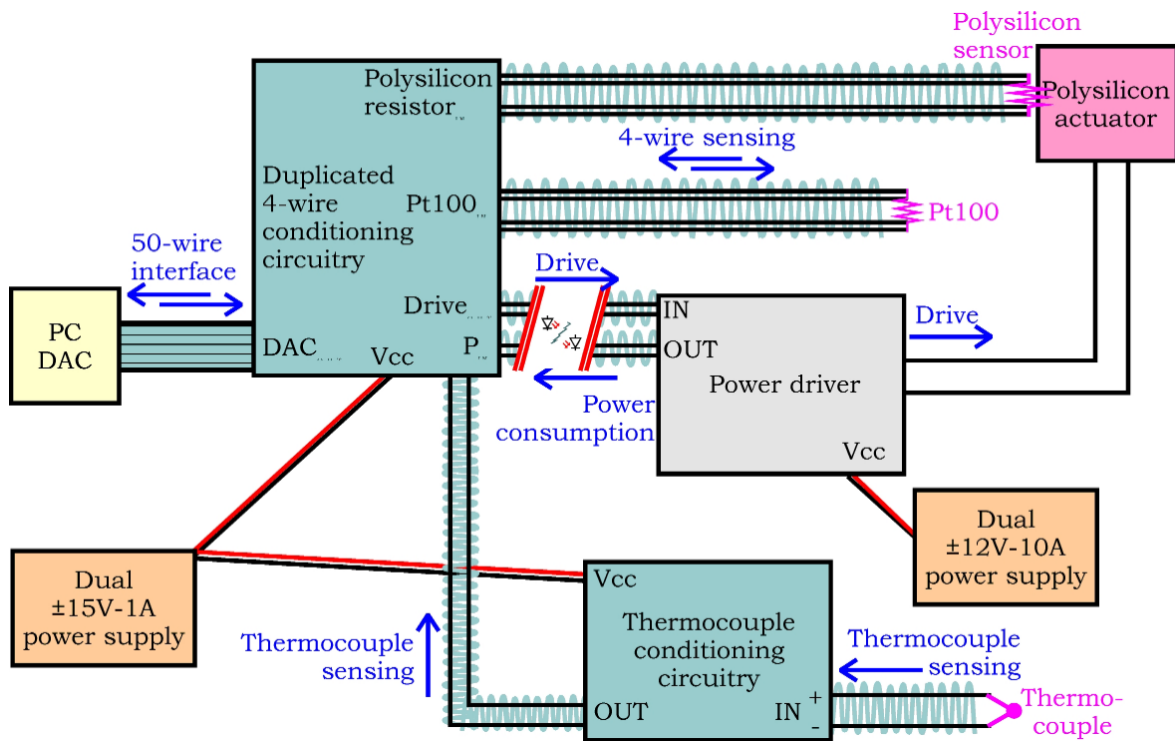 Polysilicon
sensor
Polysilicon
resistor
Polysilicon
actuator
4-wire sensing
Duplicated
4-wire
conditioning
circuitry
Pt100
Pt100
50-wire
interface
Drive
Drive
IN
OUT
Drive
PC
DAC
DAC
Vcc
P
Power driver
Power
consumption
Vcc
Dual
±15V-1A
power supply
Dual
±12V-10A
power supply
Vcc
Thermocouple
conditioning
circuitry
Thermocouple
sensing
Thermocouple
sensing
OUT
IN
+
-
Thermo-
couple